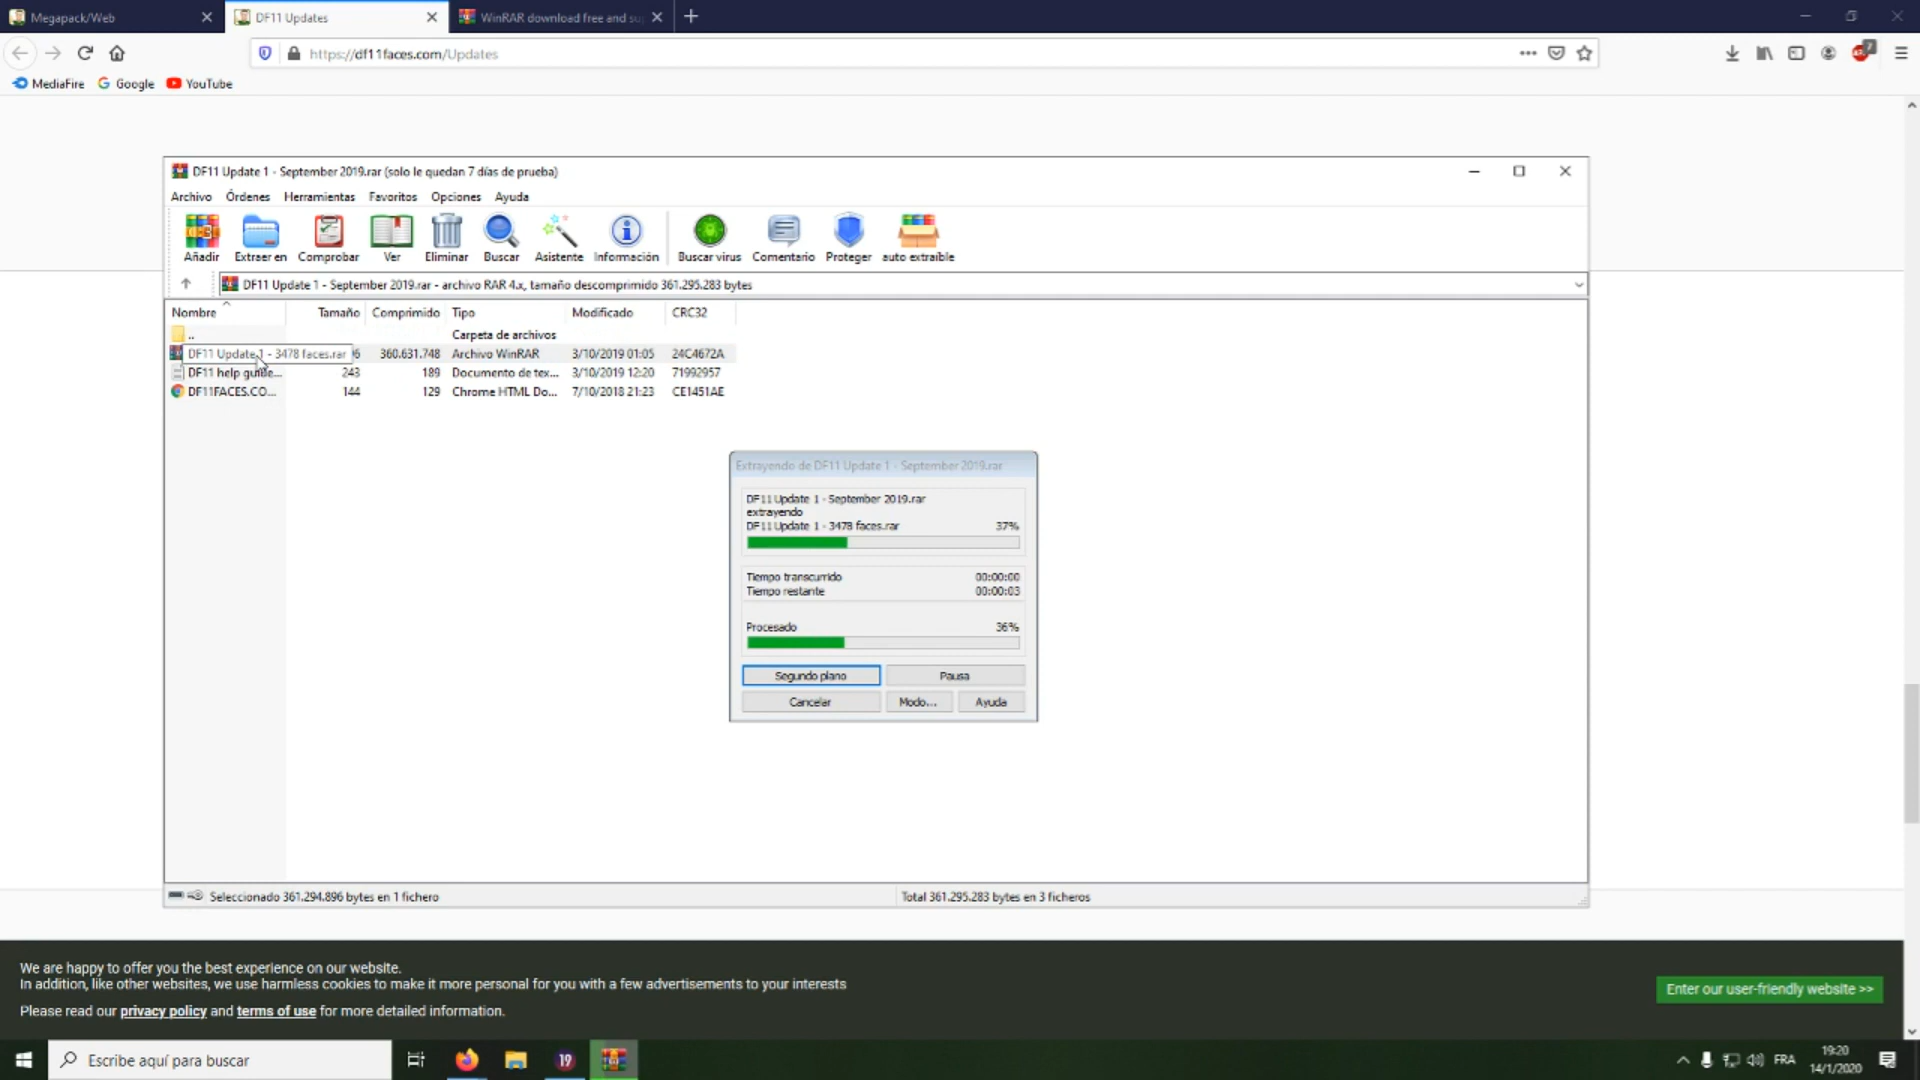 Megapack/Web
DF11 Updates
WinRAR download free and su
https://df11faces.com/Updates
MediaFire
Google
YouTube
DF11 Update 1 - September 2019.rar (solo le quedan 7 días de prueba)
Archivo Órdenes Herramientas Favoritos Opciones Ayuda
Añadir Extraer en Comprobar Ver Eliminar Buscar Asistente Información Buscar virus Comentario Proteger auto extraíble
DF11 Update 1 - September 2019.rar - archivo RAR 4.x, tamaño descomprimido 361.295.283 bytes
Nombre Tamaño Comprimido Tipo Modificado CRC32
.. Carpeta de archivos
DF11 Update 1 - 3478 faces.rar 6 360.631.748 Archivo WinRAR 3/10/2019 01:05 24C4672A
DF11 help guide... 243 189 Documento de tex... 3/10/2019 12:20 71992957
DF11FACES.CO... 144 129 Chrome HTML Do... 7/10/2018 21:23 CE1451AE
Extrayendo de DF11 Update 1 - September 2019.rar
DF11 Update 1 - September 2019.rar
extrayendo
DF11 Update 1 - 3478 faces.rar 37%
Tiempo transcurrido 00:00:00
Tiempo restante 00:00:03
Procesado 36%
Segundo plano Pausa
Cancelar Modo... Ayuda
Seleccionado 361.294.896 bytes en 1 fichero
Total 361.295.283 bytes en 3 ficheros
We are happy to offer you the best experience on our website.
In addition, like other websites, we use harmless cookies to make it more personal for you with a few advertisements to your interests
Please read our privacy policy and terms of use for more detailed information.
Enter our user-friendly website >>
Escribe aquí para buscar
19
FRA
19:20
14/1/2020